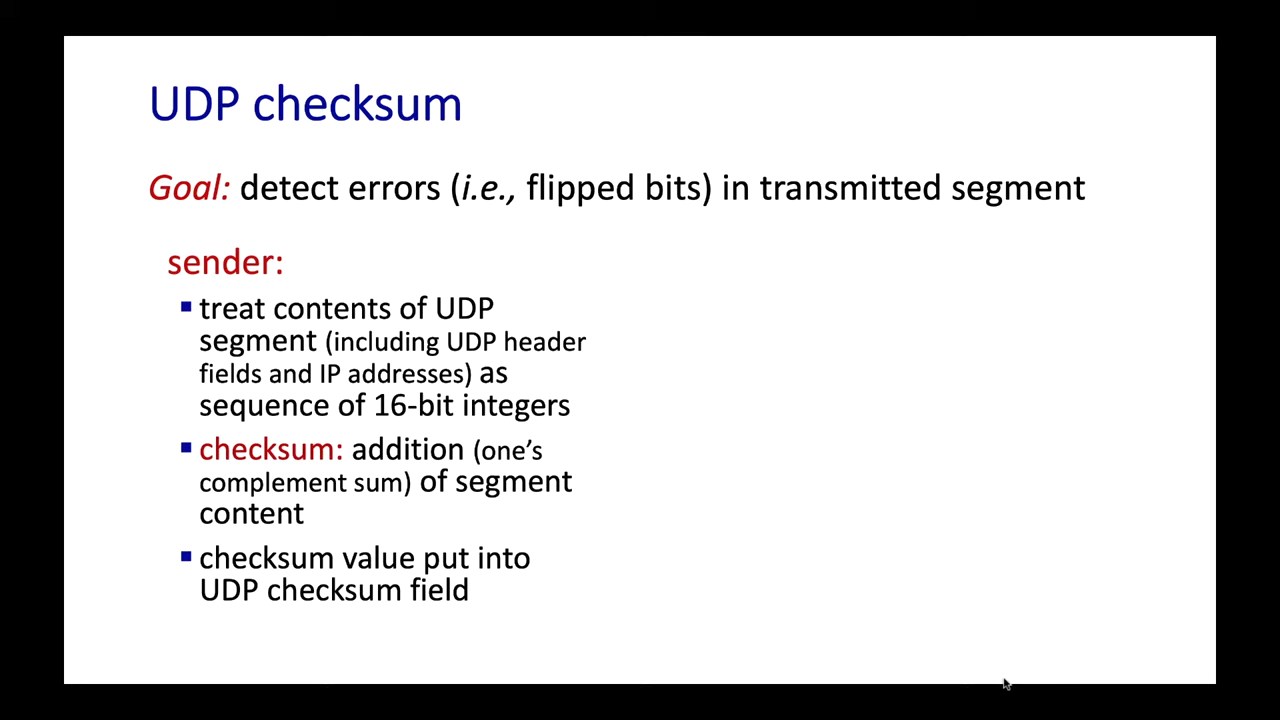 UDP checksum
Goal: detect errors (i.e., flipped bits) in transmitted segment
sender:
▪ treat contents of UDP
segment (including UDP header
fields and IP addresses) as
sequence of 16-bit integers
▪ checksum: addition (one’s
complement sum) of segment
content
▪ checksum value put into
UDP checksum field